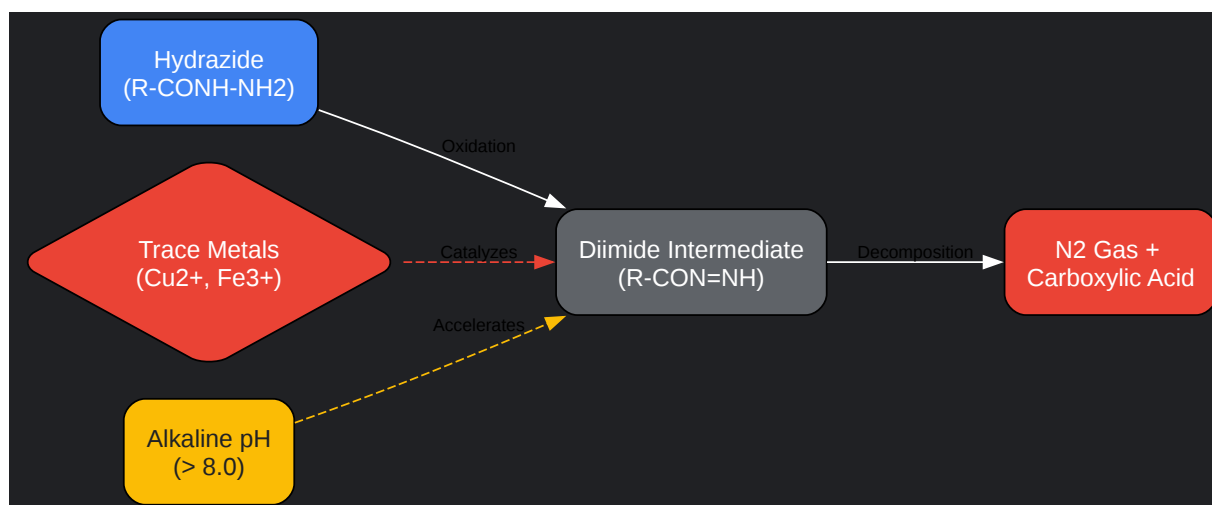 Hydrazide
(R-CONH-NH2)
Oxidation
Trace Metals
(Cu2+, Fe3+)
Catalyzes
Diimide Intermediate
(R-CON=NH)
Decomposition
N2 Gas +
Carboxylic Acid
Accelerates
Alkaline pH
(> 8.0)